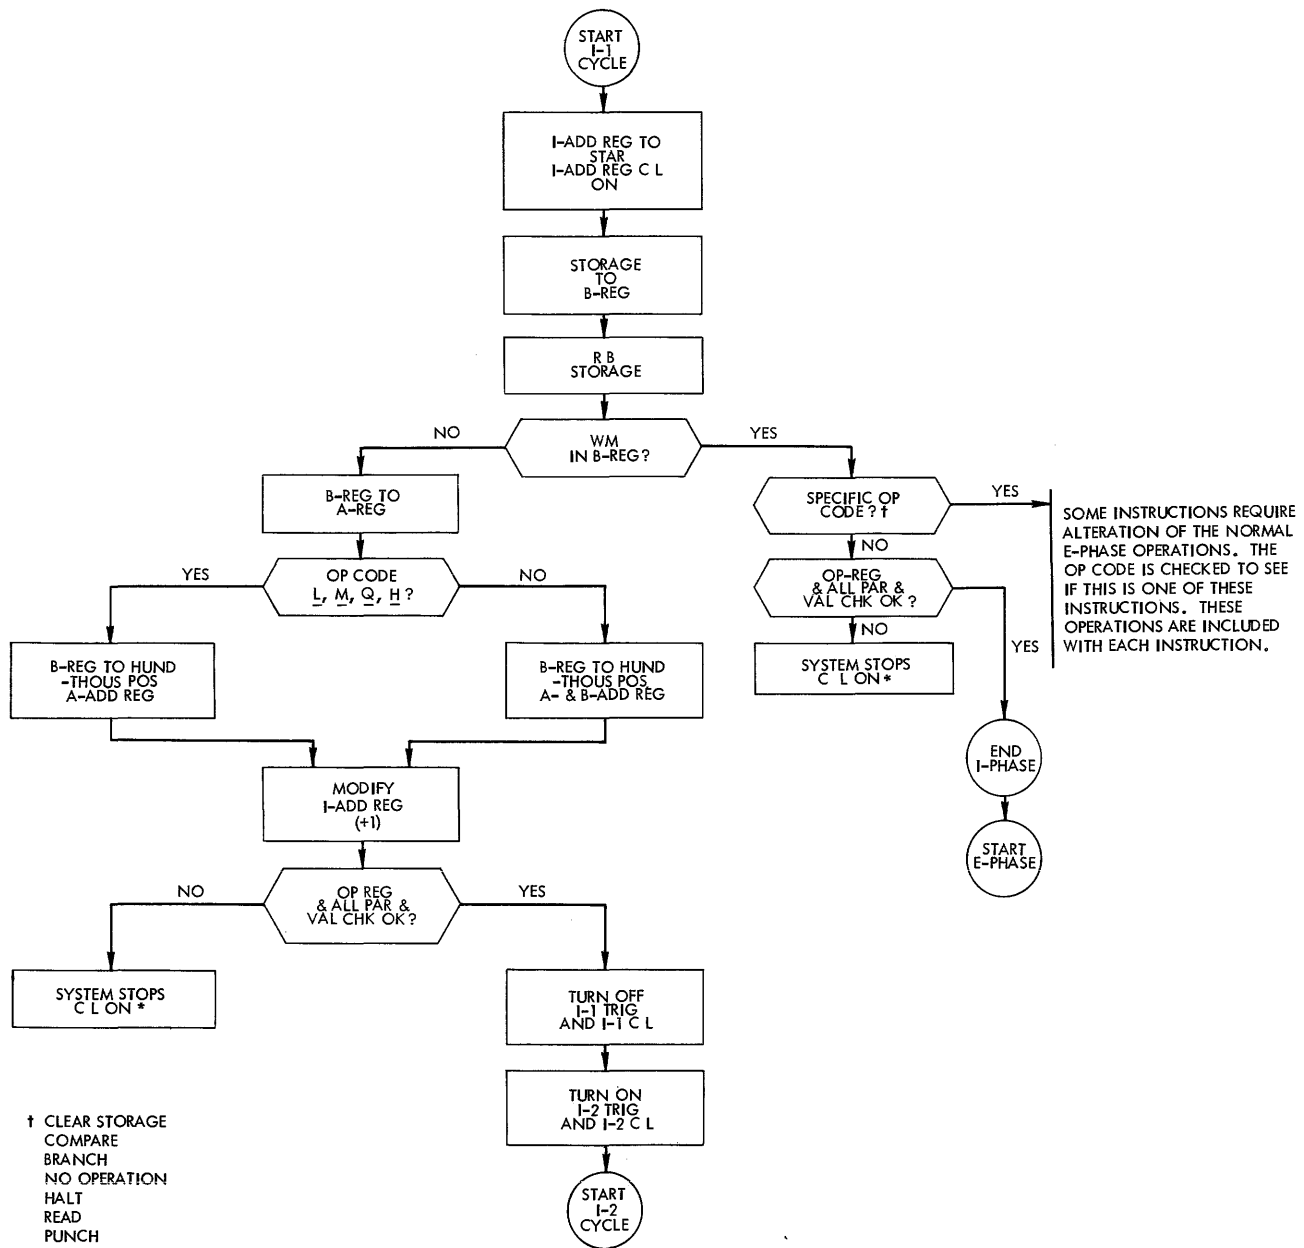 START
I-1
CYCLE
I-ADD REG TO
STAR
I-ADD REG C L
ON
STORAGE
TO
B-REG
R B
STORAGE
WM
IN B-REG?
NO
YES
B-REG TO
A-REG
SPECIFIC OP
CODE? †
YES
NO
SOME INSTRUCTIONS REQUIRE
ALTERATION OF THE NORMAL
E-PHASE OPERATIONS. THE
OP CODE IS CHECKED TO SEE
IF THIS IS ONE OF THESE
INSTRUCTIONS. THESE
OPERATIONS ARE INCLUDED
WITH EACH INSTRUCTION.
OP CODE
L, M, Q, H?
YES
NO
OP-REG
& ALL PAR &
VAL CHK OK?
NO
YES
B-REG TO HUND
-THOUS POS
A-ADD REG
B-REG TO HUND
-THOUS POS
A- & B-ADD REG
SYSTEM STOPS
C L ON *
END
I-PHASE
START
E-PHASE
MODIFY
I-ADD REG
(+1)
OP REG
& ALL PAR &
VAL CHK OK?
NO
YES
SYSTEM STOPS
C L ON *
TURN OFF
I-1 TRIG
AND I-1 C L
TURN ON
I-2 TRIG
AND I-2 C L
START
I-2
CYCLE
† CLEAR STORAGE
COMPARE
BRANCH
NO OPERATION
HALT
READ
PUNCH